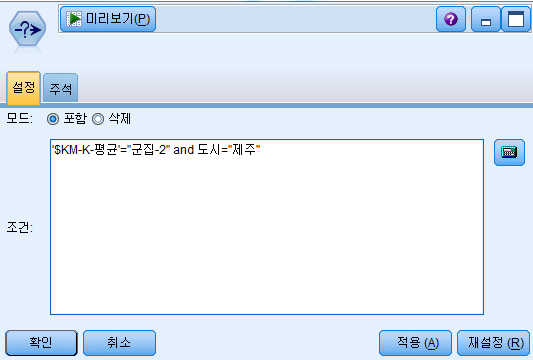 미리보기(P)
?
설정 주석
모드: 포함 삭제
조건:
'$KM-K-평균'="군집-2" and 도시="제주"
확인 취소 적용 (A) 재설정 (R)